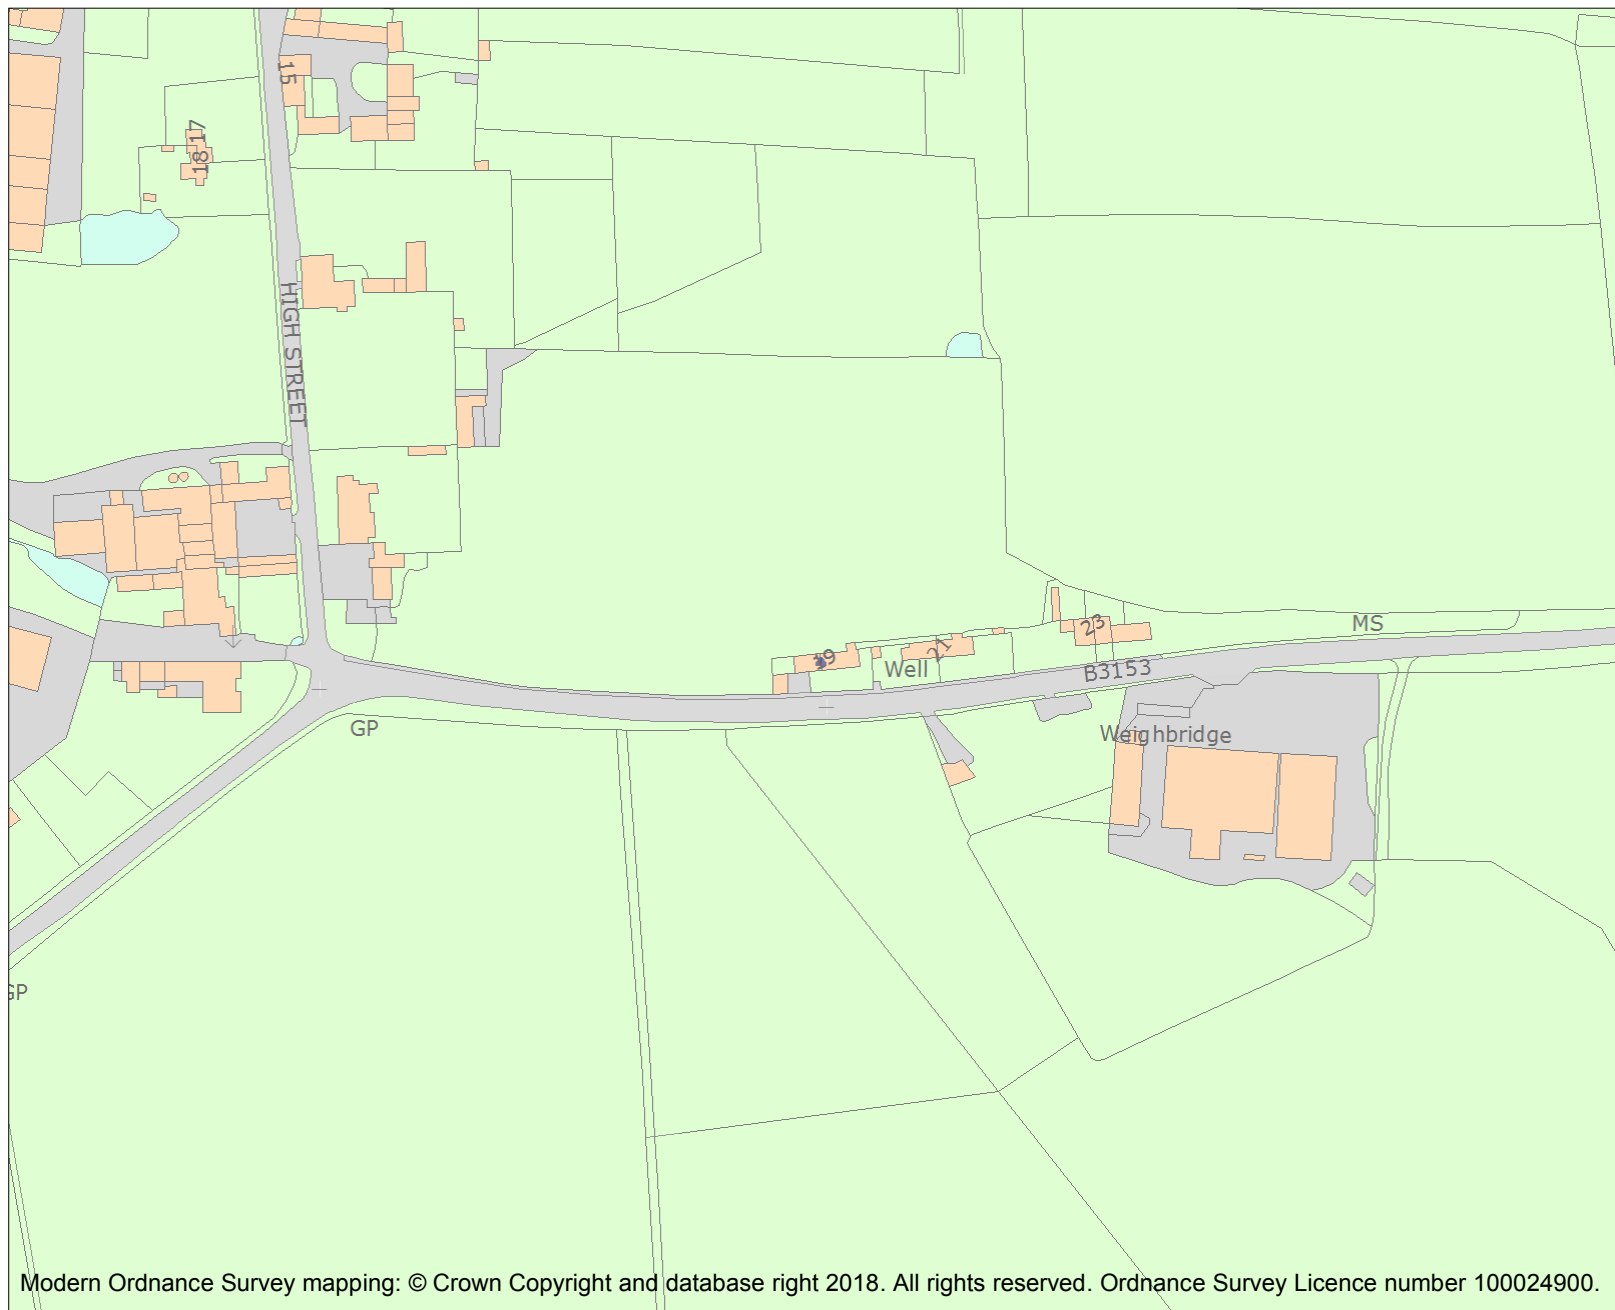 15
17
18
HIGH STREET
MS
23
19
21
Well
B3153
GP
Weighbridge
GP
Modern Ordnance Survey mapping: © Crown Copyright and database right 2018. All rights reserved. Ordnance Survey Licence number 100024900.